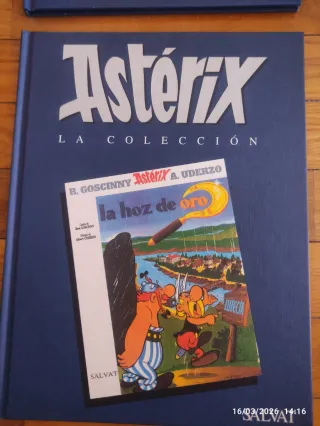 Astérix
LA COLECCIÓN
R. GOSCINNY Astérix A. UDERZO
la hoz de oro
SALVAT
SALVAT
16/03/2026 14:16